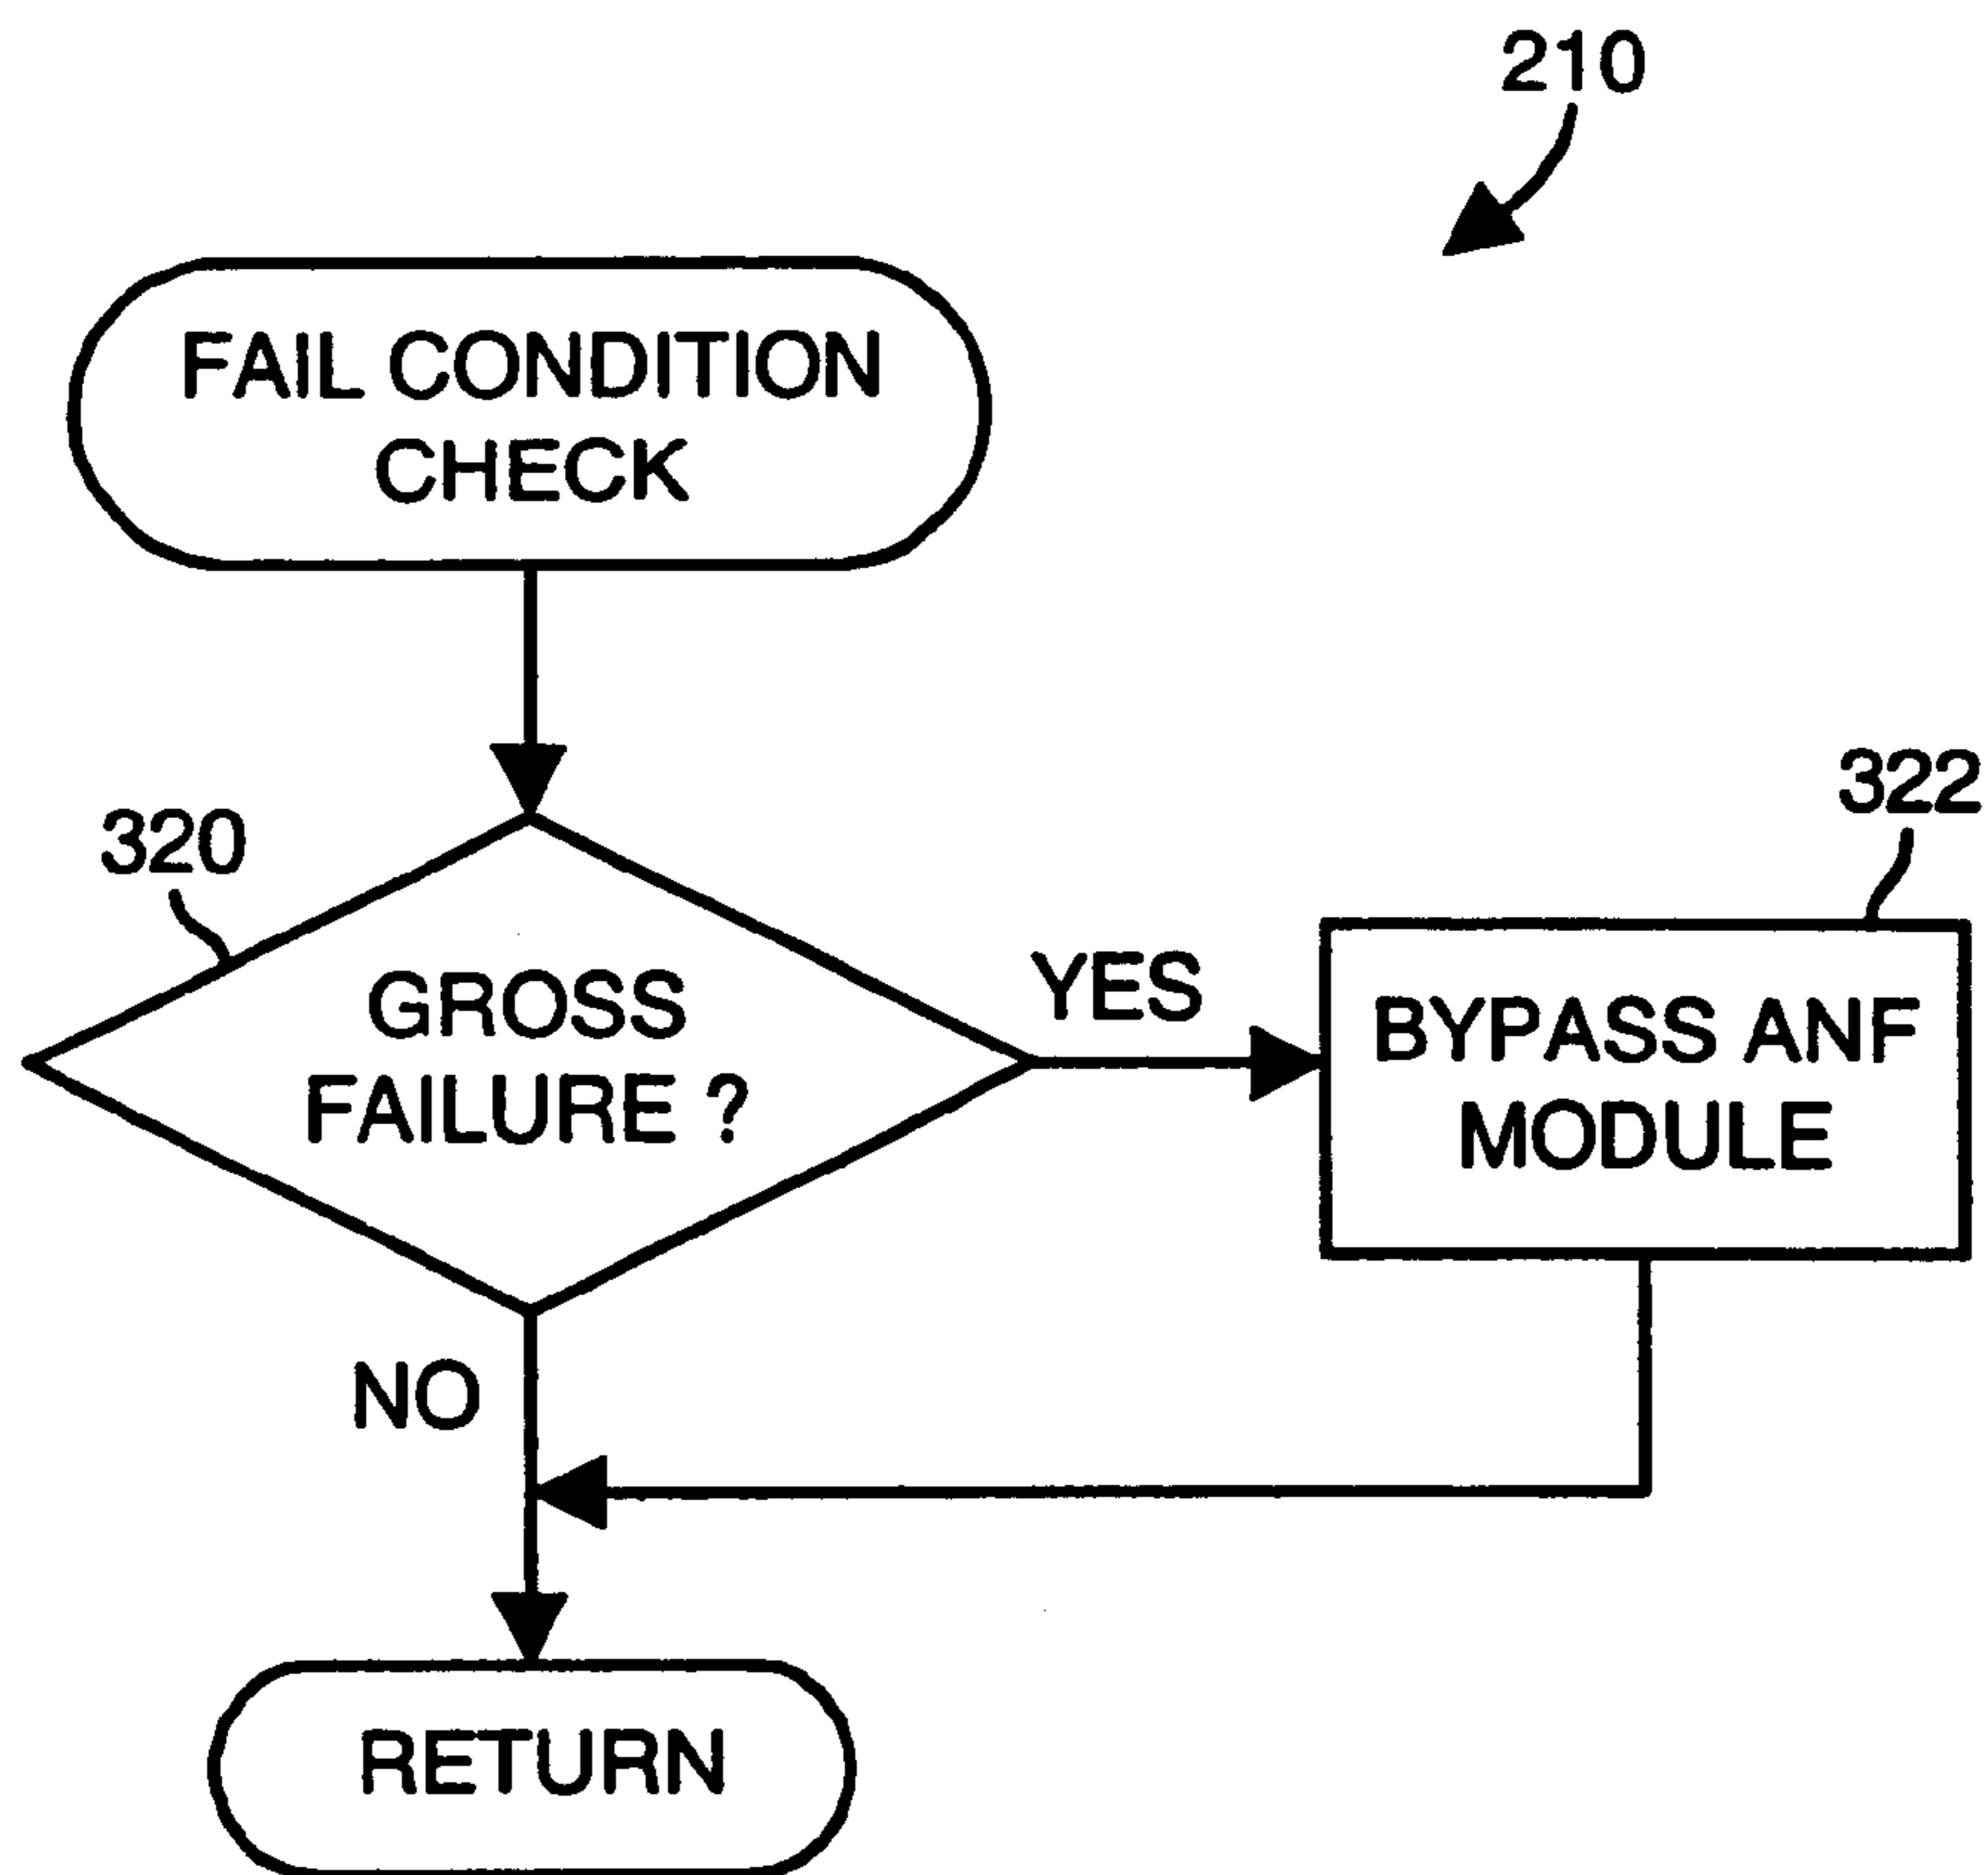 210
FAIL CONDITION
CHECK
320
322
GROSS
FAILURE ?
YES
BYPASS ANF
MODULE
NO
RETURN